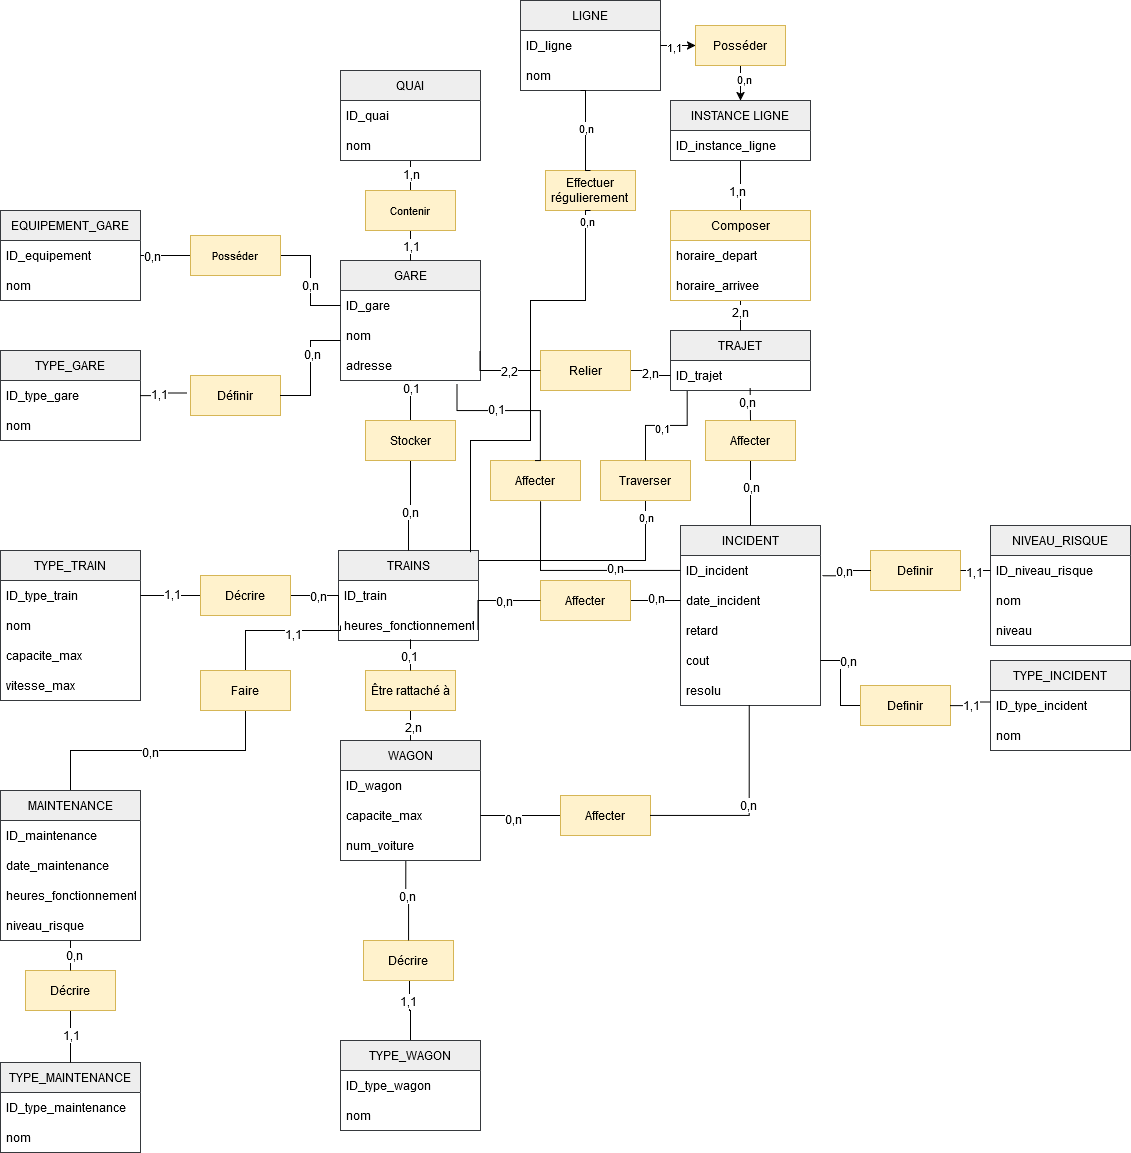 LIGNE
ID_ligne
nom
1,1
Posséder
0,n
INSTANCE LIGNE
ID_instance_ligne
1,n
Composer
horaire_depart
horaire_arrivee
2,n
TRAJET
ID_trajet
QUAI
ID_quai
nom
1,n
Contenir
1,1
0,n
Effectuer
régulierement
0,n
EQUIPEMENT_GARE
ID_equipement
nom
0,n
Posséder
0,n
GARE
ID_gare
nom
adresse
TYPE_GARE
ID_type_gare
nom
1,1
Définir
0,n
2,2
Relier
2,n
0,1
Stocker
0,n
0,1
Affecter
0,n
0,1
Traverser
0,n
0,n
Affecter
0,n
TYPE_TRAIN
ID_type_train
nom
capacite_max
vitesse_max
1,1
Décrire
0,n
TRAINS
ID_train
heures_fonctionnement
0,n
Affecter
0,n
INCIDENT
ID_incident
date_incident
retard
cout
resolu
0,n
Definir
1,1
NIVEAU_RISQUE
ID_niveau_risque
nom
niveau
0,n
Definir
1,1
TYPE_INCIDENT
ID_type_incident
nom
1,1
Faire
0,n
0,1
Être rattaché à
2,n
WAGON
ID_wagon
capacite_max
num_voiture
0,n
Affecter
0,n
MAINTENANCE
ID_maintenance
date_maintenance
heures_fonctionnement
niveau_risque
0,n
Décrire
1,1
TYPE_MAINTENANCE
ID_type_maintenance
nom
0,n
Décrire
1,1
TYPE_WAGON
ID_type_wagon
nom